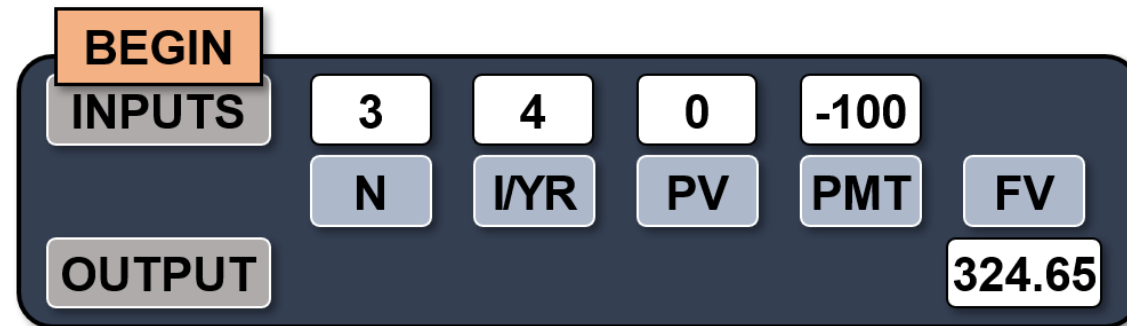 BEGIN
INPUTS 3 4 0 -100
N I/YR PV PMT FV
OUTPUT 324.65